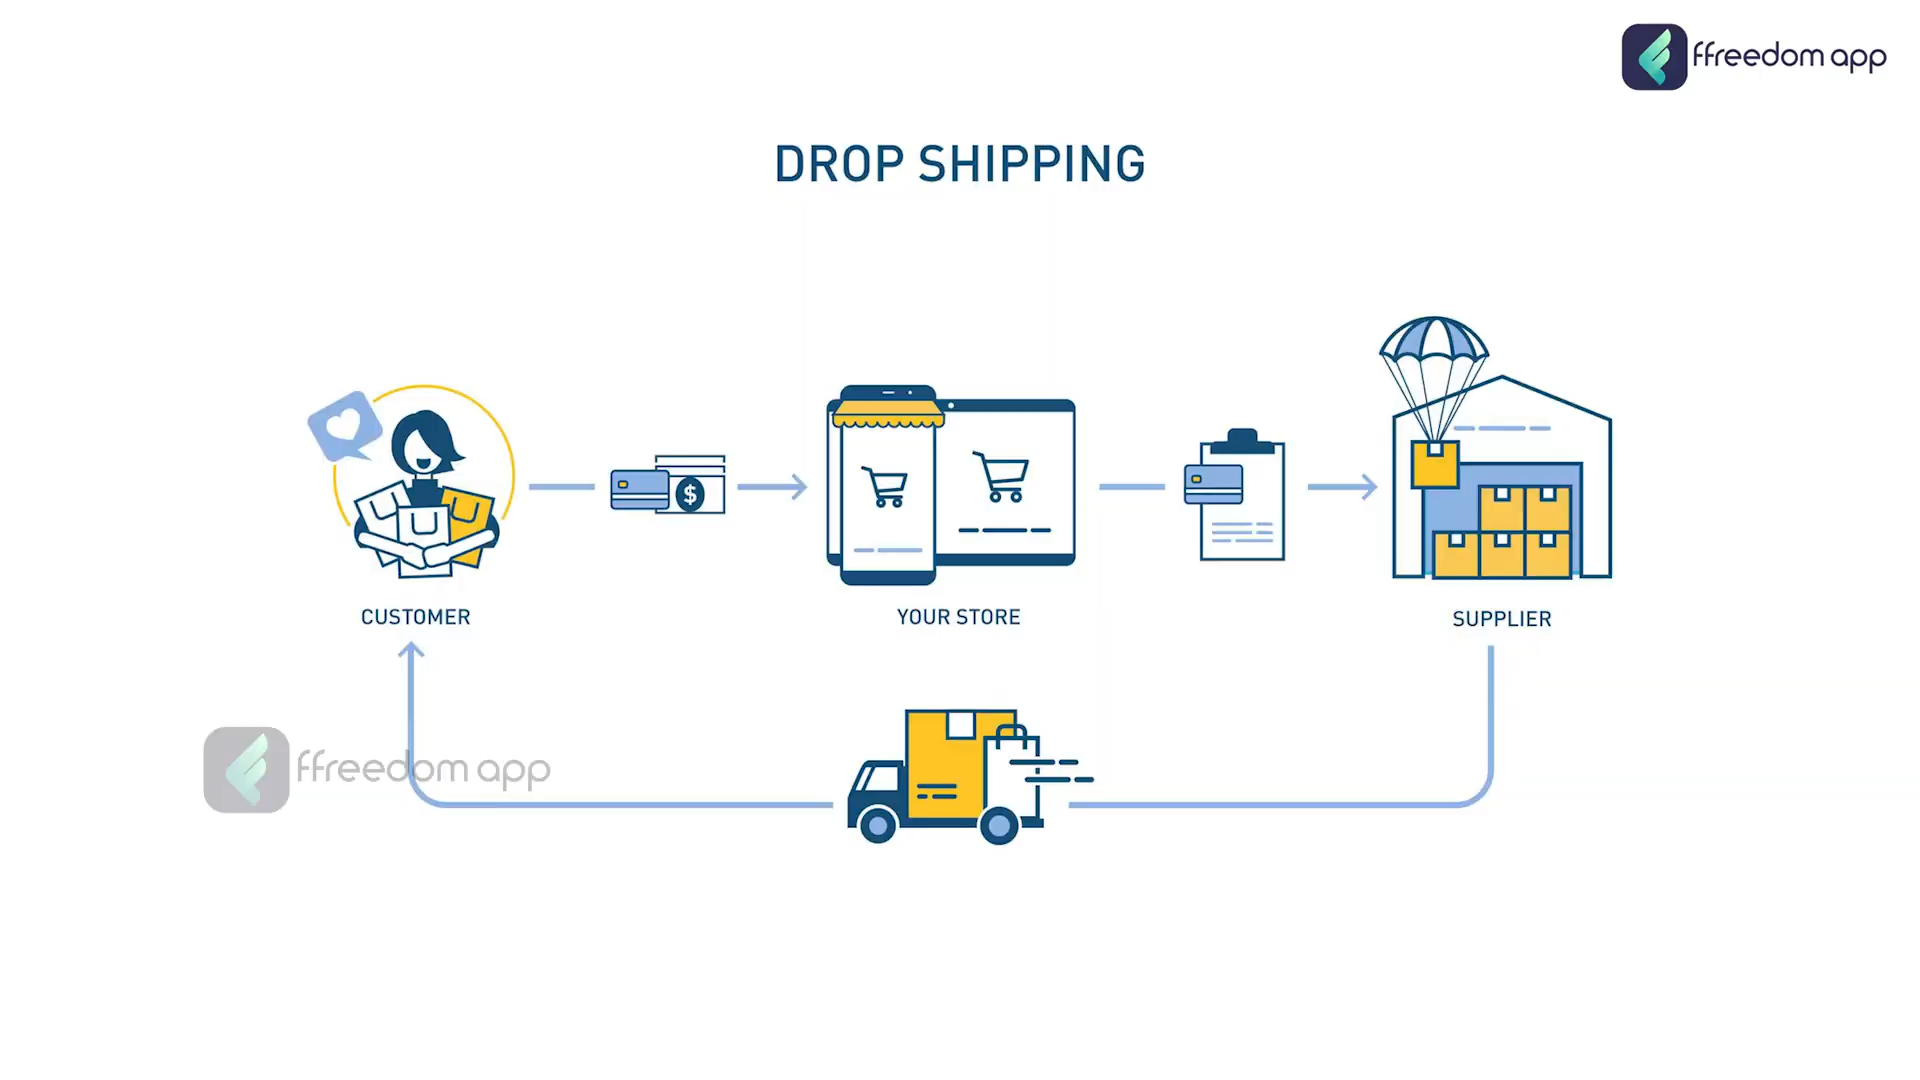 ffreedom app
DROP SHIPPING
$
CUSTOMER
YOUR STORE
SUPPLIER
ffreedom app